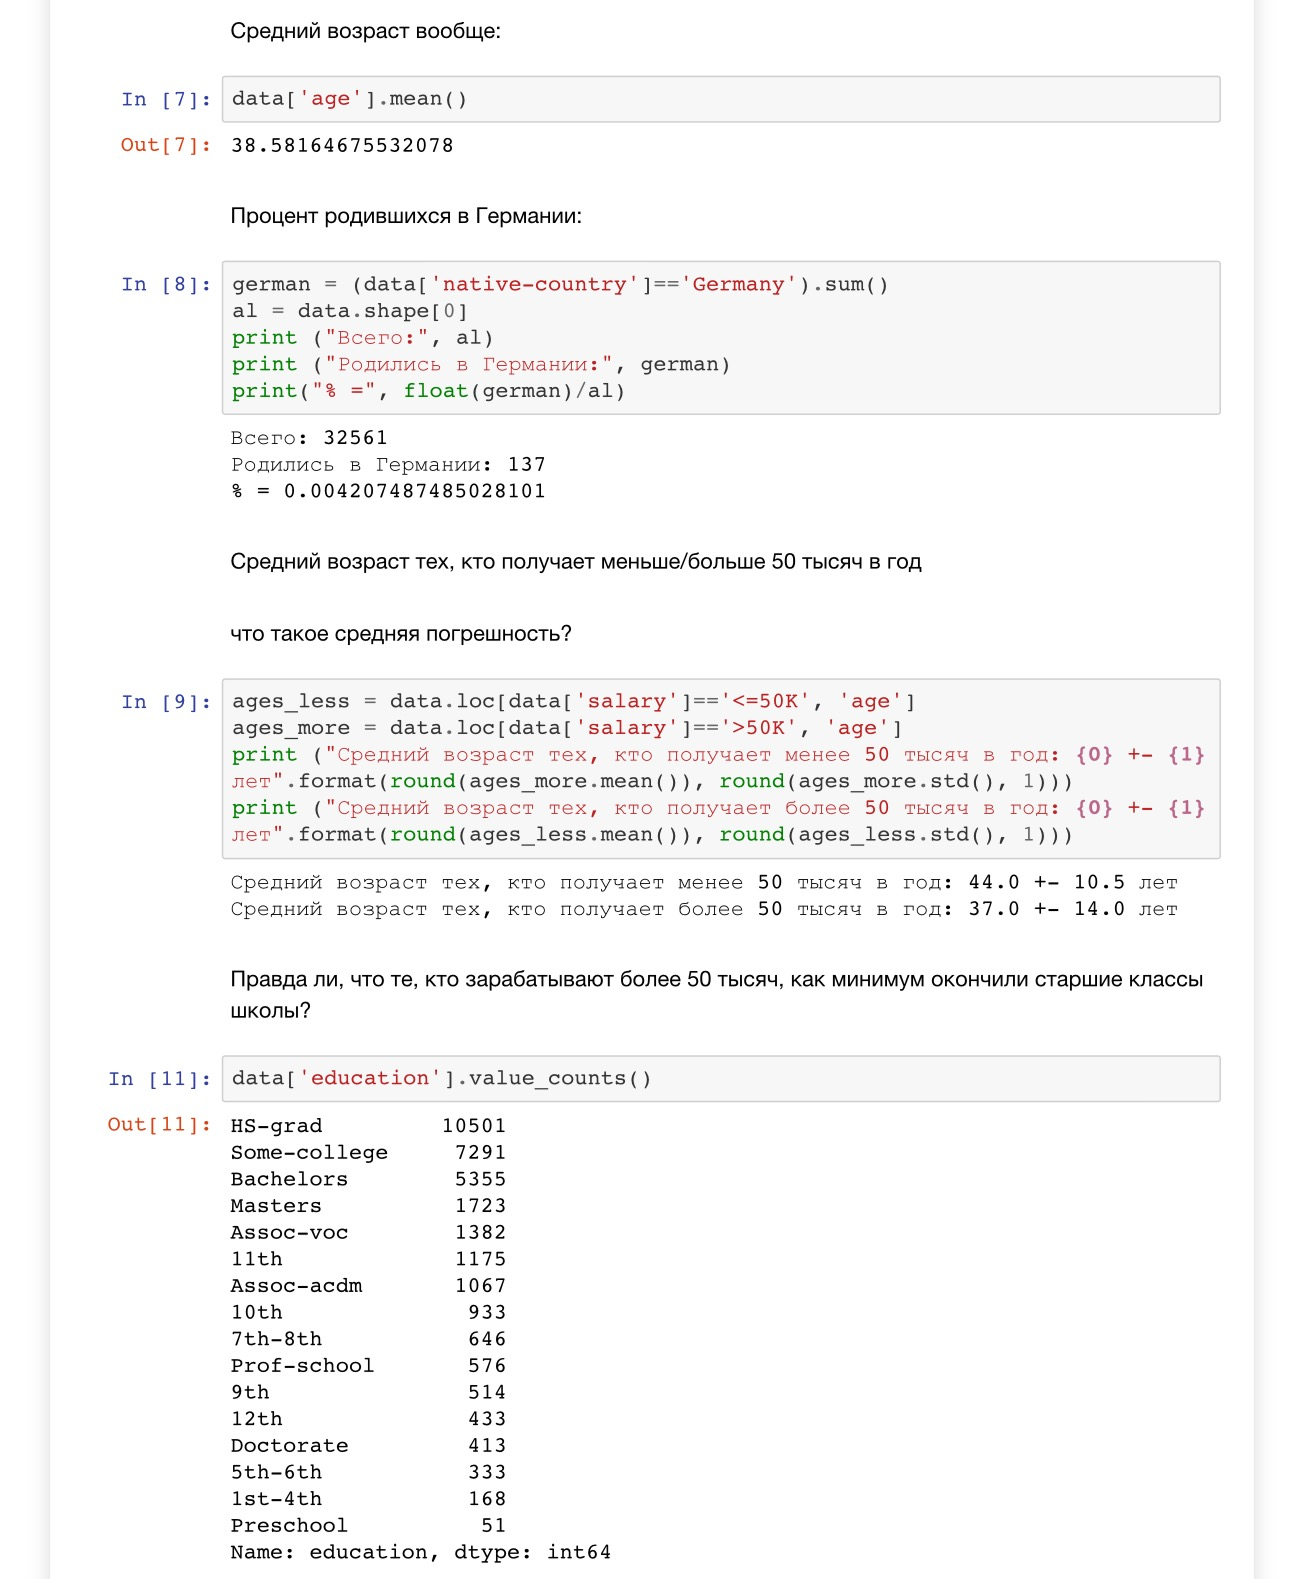 Средний возраст вообще:
In [7]: data['age'].mean()
Out[7]: 38.58164675532078
Процент родившихся в Германии:
In [8]: german = (data['native-country']=='Germany').sum()
al = data.shape[0]
print ("Всего:", al)
print ("Родились в Германии:", german)
print("% =", float(german)/al)
Всего: 32561
Родились в Германии: 137
% = 0.004207487485028101
Средний возраст тех, кто получает меньше/больше 50 тысяч в год
что такое средняя погрешность?
In [9]: ages_less = data.loc[data['salary']=='<=50K', 'age']
ages_more = data.loc[data['salary']=='>50K', 'age']
print ("Средний возраст тех, кто получает менее 50 тысяч в год: {0} +- {1}
лет".format(round(ages_more.mean()), round(ages_more.std(), 1)))
print ("Средний возраст тех, кто получает более 50 тысяч в год: {0} +- {1}
лет".format(round(ages_less.mean()), round(ages_less.std(), 1)))
Средний возраст тех, кто получает менее 50 тысяч в год: 44.0 +- 10.5 лет
Средний возраст тех, кто получает более 50 тысяч в год: 37.0 +- 14.0 лет
Правда ли, что те, кто зарабатывают более 50 тысяч, как минимум окончили старшие классы
школы?
In [11]: data['education'].value_counts()
Out[11]: HS-grad 10501
Some-college 7291
Bachelors 5355
Masters 1723
Assoc-voc 1382
11th 1175
Assoc-acdm 1067
10th 933
7th-8th 646
Prof-school 576
9th 514
12th 433
Doctorate 413
5th-6th 333
1st-4th 168
Preschool 51
Name: education, dtype: int64